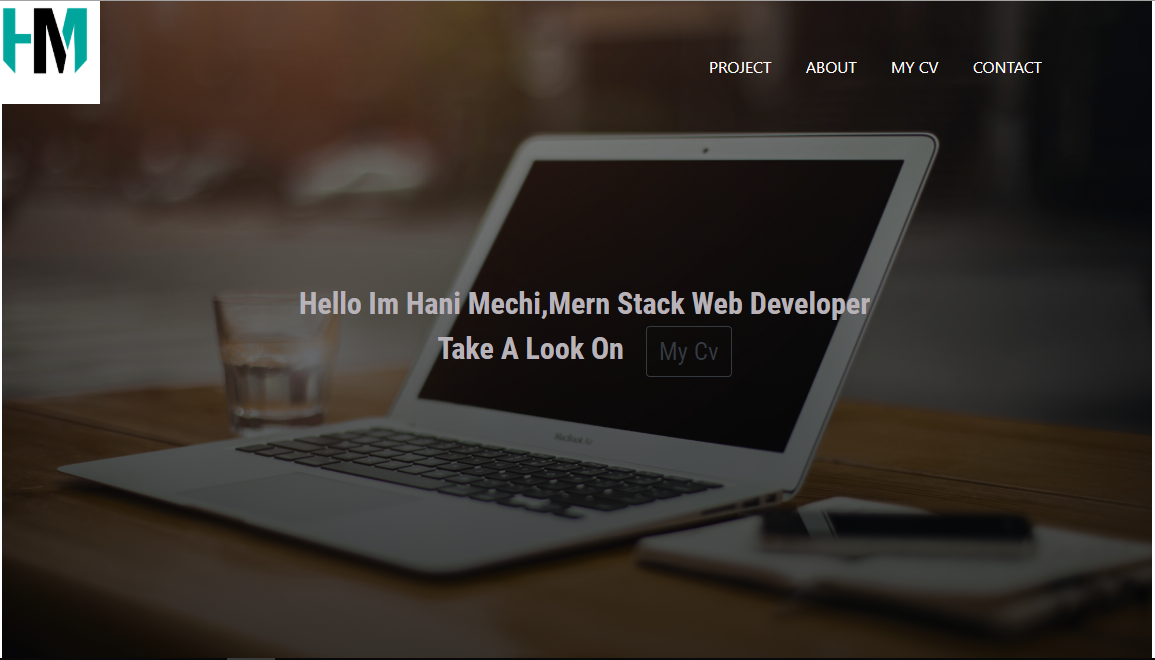 HM
PROJECT ABOUT MY CV CONTACT
Hello Im Hani Mechi,Mern Stack Web Developer
Take A Look On My Cv
MacBook Air